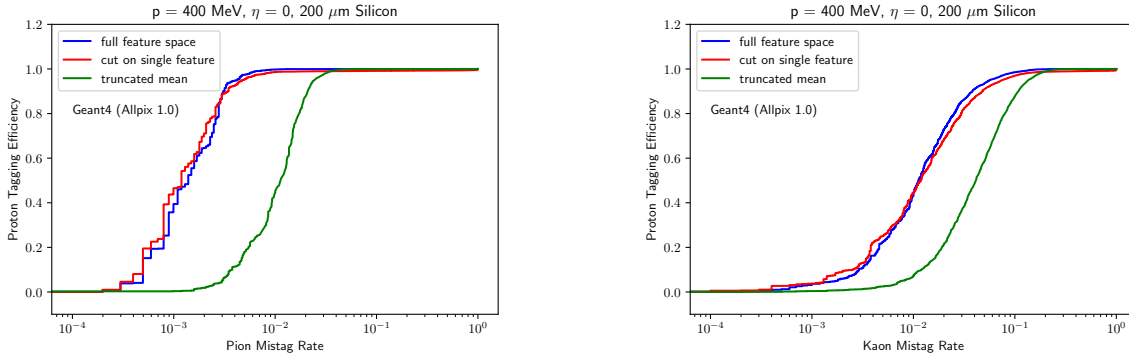 p = 400 MeV, η = 0, 200 μm Silicon
1.2
1.0
0.8
0.6
0.4
0.2
0.0
Proton Tagging Efficiency
full feature space
cut on single feature
truncated mean
Geant4 (Allpix 1.0)
10⁻⁴ 10⁻³ 10⁻² 10⁻¹ 10⁰
Pion Mistag Rate
p = 400 MeV, η = 0, 200 μm Silicon
1.2
1.0
0.8
0.6
0.4
0.2
0.0
Proton Tagging Efficiency
full feature space
cut on single feature
truncated mean
Geant4 (Allpix 1.0)
10⁻⁴ 10⁻³ 10⁻² 10⁻¹ 10⁰
Kaon Mistag Rate